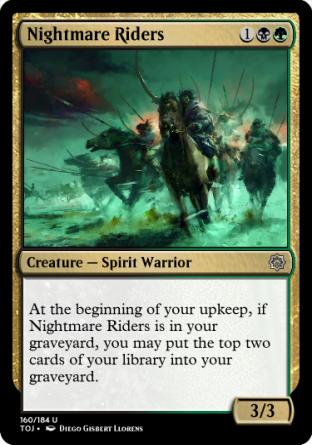 Nightmare Riders 1
Creature — Spirit Warrior
At the beginning of your upkeep, if
Nightmare Riders is in your
graveyard, you may put the top two
cards of your library into your
graveyard.
3/3
160/184 U
TOJ • Diego Gisbert Llorens